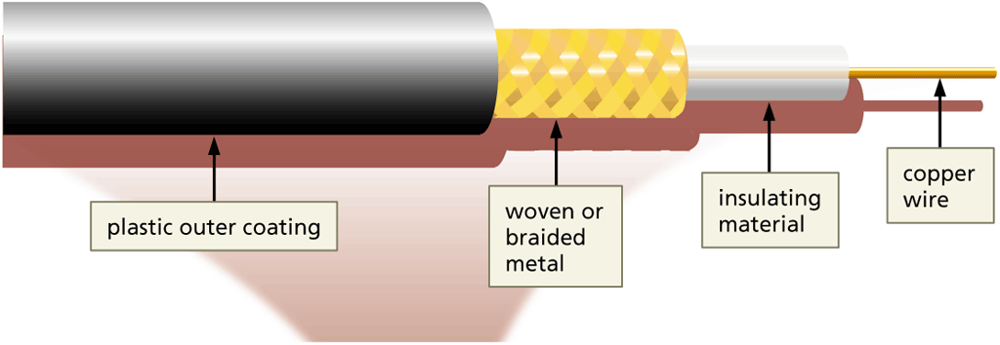 plastic outer coating
woven or
braided
metal
insulating
material
copper
wire